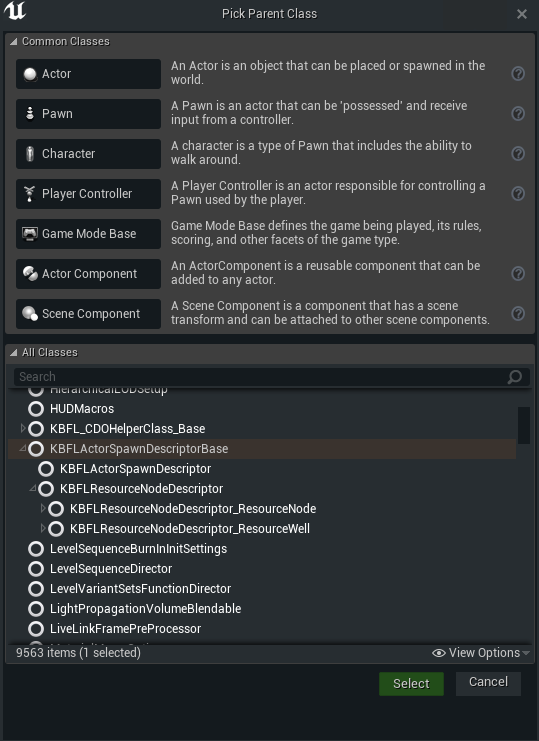 Pick Parent Class
Common Classes
Actor
An Actor is an object that can be placed or spawned in the
world.
Pawn
A Pawn is an actor that can be 'possessed' and receive
input from a controller.
Character
A character is a type of Pawn that includes the ability to
walk around.
Player Controller
A Player Controller is an actor responsible for controlling a
Pawn used by the player.
Game Mode Base
Game Mode Base defines the game being played, its rules,
scoring, and other facets of the game type.
Actor Component
An ActorComponent is a reusable component that can be
added to any actor.
Scene Component
A Scene Component is a component that has a scene
transform and can be attached to other scene components.
All Classes
Search
HierarchicalLODSetup
HUDMacros
KBFL_CDOHelperClass_Base
KBFLActorSpawnDescriptorBase
KBFLActorSpawnDescriptor
KBFLResourceNodeDescriptor
KBFLResourceNodeDescriptor_ResourceNode
KBFLResourceNodeDescriptor_ResourceWell
LevelSequenceBurnInInitSettings
LevelSequenceDirector
LevelVariantSetsFunctionDirector
LightPropagationVolumeBlendable
LiveLinkFramePreProcessor
9563 items (1 selected)
View Options
Select
Cancel